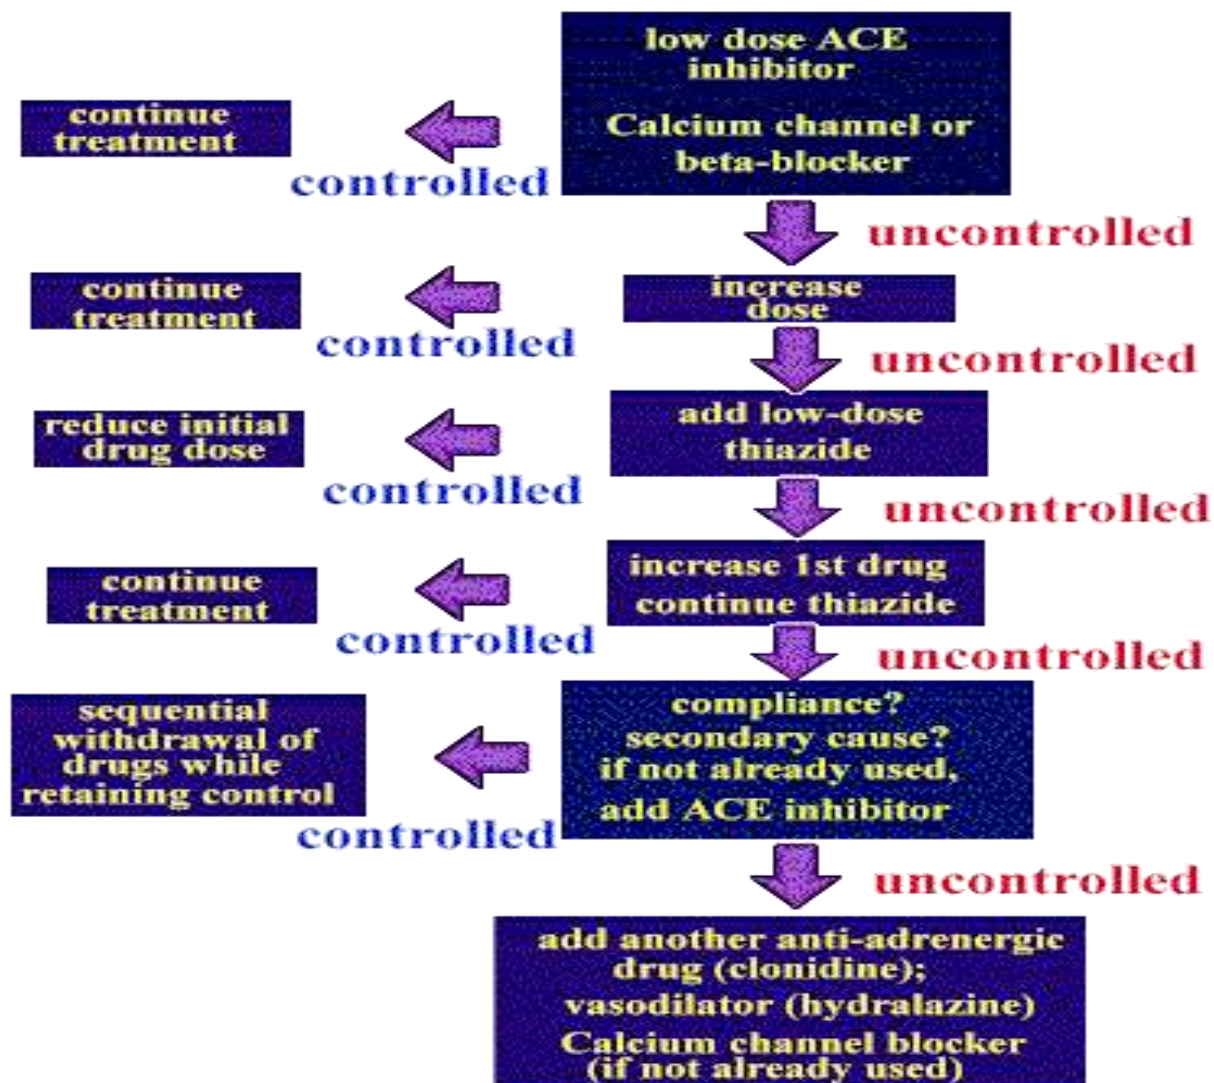 low dose ACE
inhibitor
Calcium channel or
beta-blocker
continue
treatment
controlled
uncontrolled
increase
dose
continue
treatment
controlled
uncontrolled
add low-dose
thiazide
reduce initial
drug dose
controlled
uncontrolled
increase 1st drug
continue thiazide
continue
treatment
controlled
uncontrolled
compliance?
secondary cause?
if not already used,
add ACE inhibitor
sequential
withdrawal of
drugs while
retaining control
controlled
uncontrolled
add another anti-adrenergic
drug (clonidine);
vasodilator (hydralazine)
Calcium channel blocker
(if not already used)